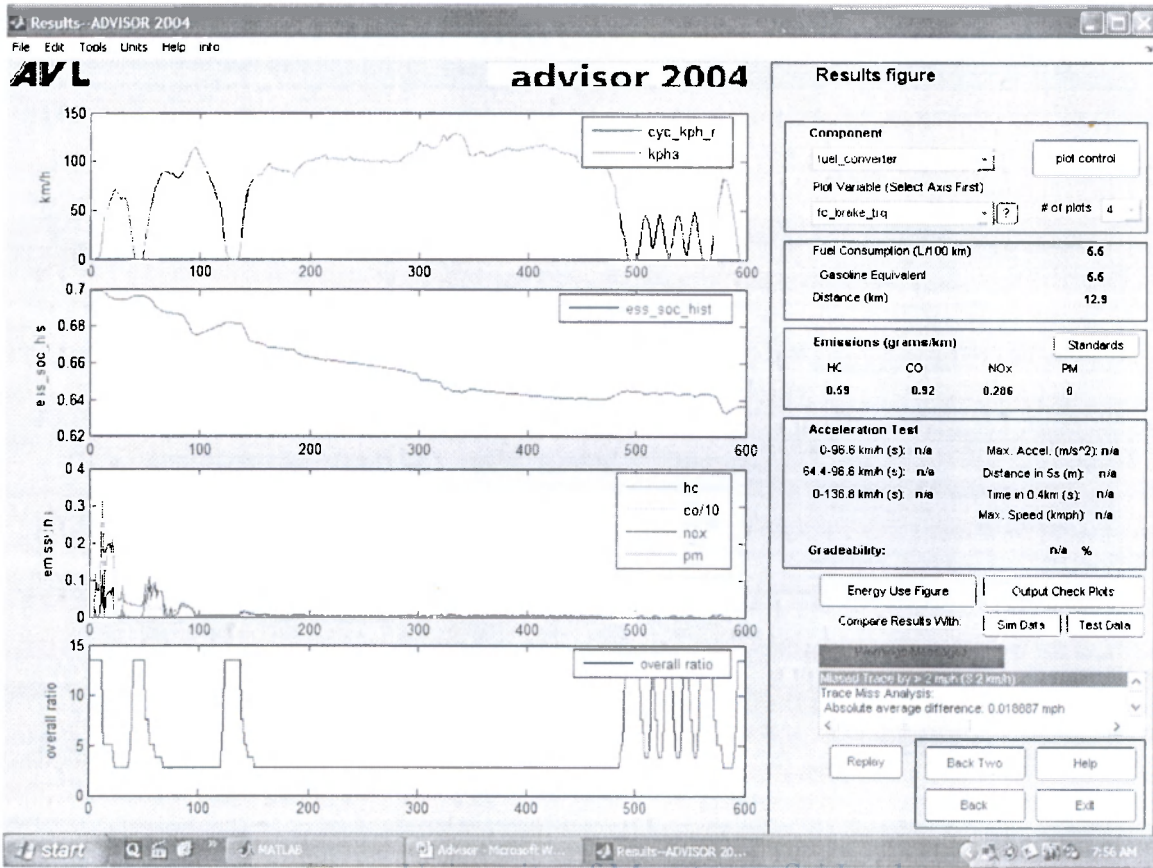 Results--ADVISOR 2004
File Edit Tools Units Help info
AVL
advisor 2004
150
100
50
0
km/h
cyc_kph_r
kpha
0 100 200 300 400 500 600
0.7
0.68
0.66
0.64
0.62
ess_soc_hist
0 100 200 300 400 500 600
0 4
0.3
0 2
0.1
0
hc
co/10
nox
pm
0 100 200 300 400 500 600
15
10
5
0
overall ratio
overall ratio
0 100 200 300 400 500 600
Results figure
Component
fuel_converter
plot control
Plot Variable (Select Axis First)
fc_brake_trq
?
# of plots 4
Fuel Consumption (L/100 km) 6.6
Gasoline Equivalent 6.6
Distance (km) 12.9
Emissions (grams/km)
Standards
HC CO NOx PM
0.59 0.92 0.286 0
Acceleration Test
0-96.6 km/h (s): n/a
Max. Accel. (m/s^2): n/a
64.4-96.6 km/h (s): n/a
Distance in 5s (m): n/a
0-136.8 km/h (s): n/a
Time in 0.4km (s): n/a
Max. Speed (kmph) n/a
Gradeability: n/a %
Energy Use Figure
Output Check Plots
Compare Results With:
Sim Data
Test Data
Missed Trace by > 2 mph
Trace Miss Analysis:
Absolute average difference: 0.018887 mph
Replay
Back Two
Help
Back
Exit
start
MATLAB
Advisor - Microsoft W...
Results--ADVISOR 20...
7:56 AM